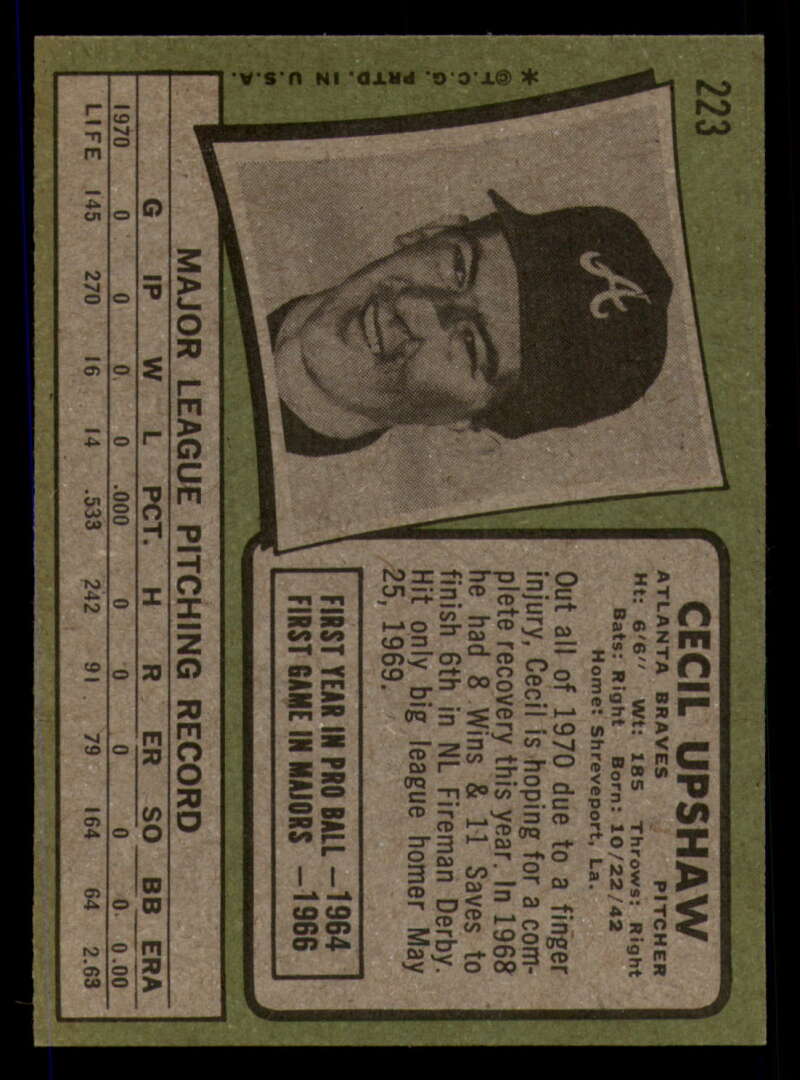 223
* ©T.C.G. PRTD. IN U.S.A.
A
CECIL UPSHAW
ATLANTA BRAVES PITCHER
Ht: 6'6" Wt: 185 Throws: Right
Bats: Right Born: 10/22/42
Home: Shreveport, La.
Out all of 1970 due to a finger
injury, Cecil is hoping for a com-
plete recovery this year. In 1968
he had 8 Wins & 11 Saves to
finish 6th in NL Fireman Derby.
Hit only big league homer May
25, 1969.
FIRST YEAR IN PRO BALL —1964
FIRST GAME IN MAJORS —1966
MAJOR LEAGUE PITCHING RECORD
G IP W L PCT. H R ER SO BB ERA
1970 0 0 0 0 .000 0 0 0 0 0 0.00
LIFE 145 270 16 14 .533 242 91 79 164 64 2.63